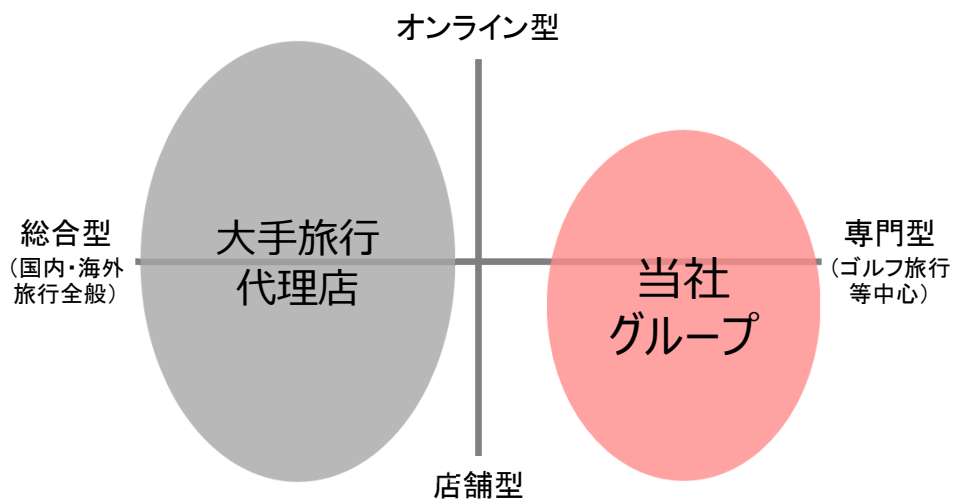 オンライン型
総合型
（国内・海外
旅行全般）
大手旅行
代理店
当社
グループ
専門型
（ゴルフ旅行
等中心）
店舗型